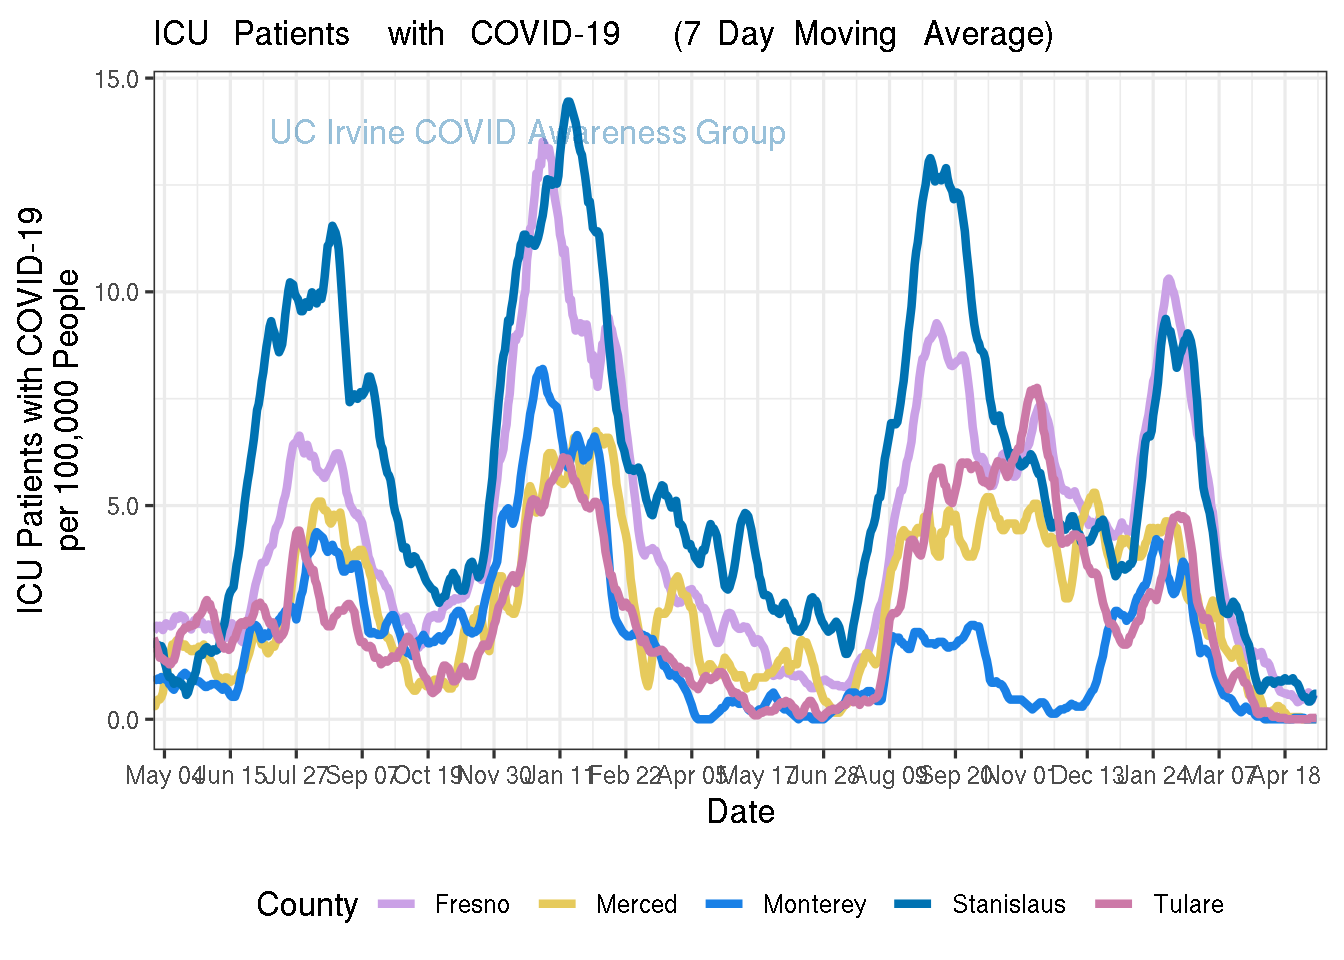 ICU Patients with COVID-19 (7 Day Moving Average)
UC Irvine COVID Awareness Group
ICU Patients with COVID-19
per 100,000 People
15.0
10.0
5.0
0.0
May 04 Jun 15 Jul 27 Sep 07 Oct 19 Nov 30 Jan 11 Feb 22 Apr 05 May 17 Jun 28 Aug 09 Sep 20 Nov 01 Dec 13 Jan 24 Mar 07 Apr 18
Date
County Fresno Merced Monterey Stanislaus Tulare